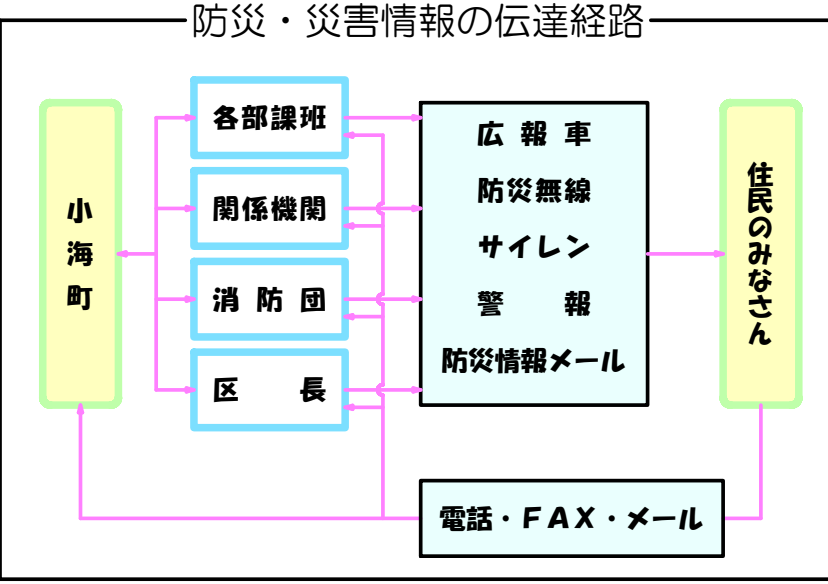 防災・災害情報の伝達経路
小海町
各部課班
関係機関
消防団
区　長
広報車
防災無線
サイレン
警　報
防災情報メール
住民のみなさん
電話・FAX・メール